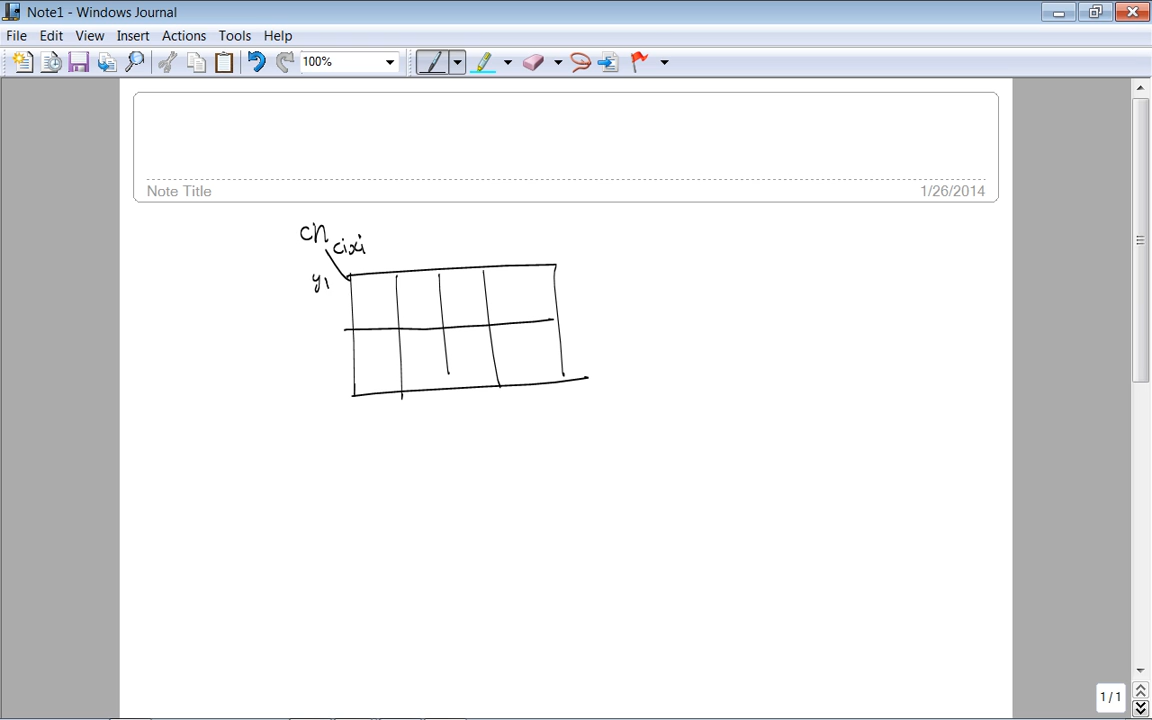 Note1 - Windows Journal
File Edit View Insert Actions Tools Help
100%
Note Title 1/26/2014
cixi
y1
1 / 1